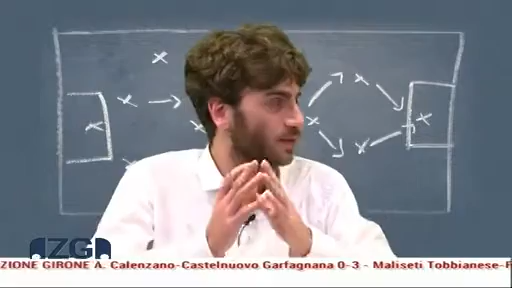 ZG
ZIONE GIRONE A. Calenzano-Castelnuovo Garfagnana 0-3 - Maliseti Tobbianese-